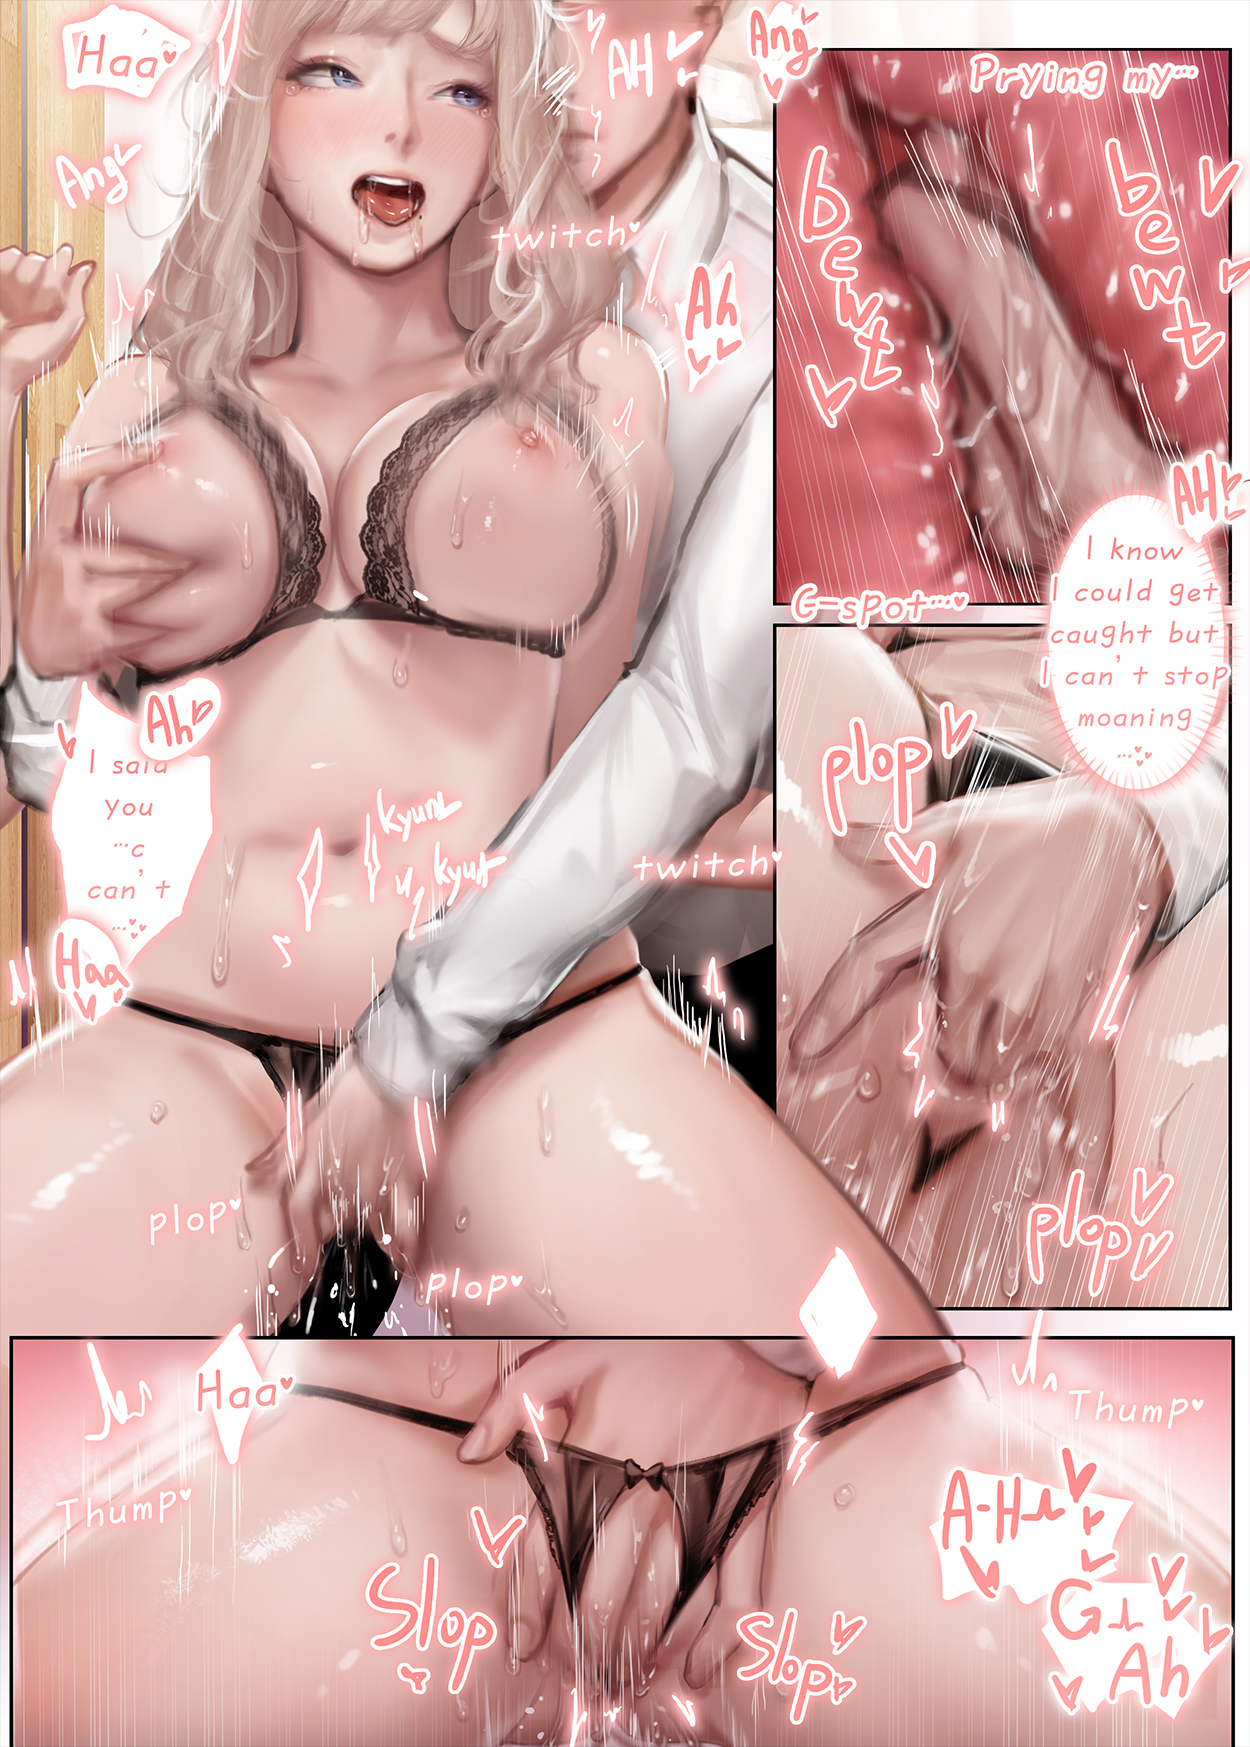 Haa
AH
Ang
Ang
twitch
Ah
Prying my…
bewt
bewt
AH
G-spot…
I know
I could get
caught but
I can't stop
moaning
…
Ah
I said
you
…c
can't
…
kyun
kyun
twitch
Haa
plop
plop
plop
plop
Haa
Thump
Thump
A-H
Slop
Slop
G
Ah